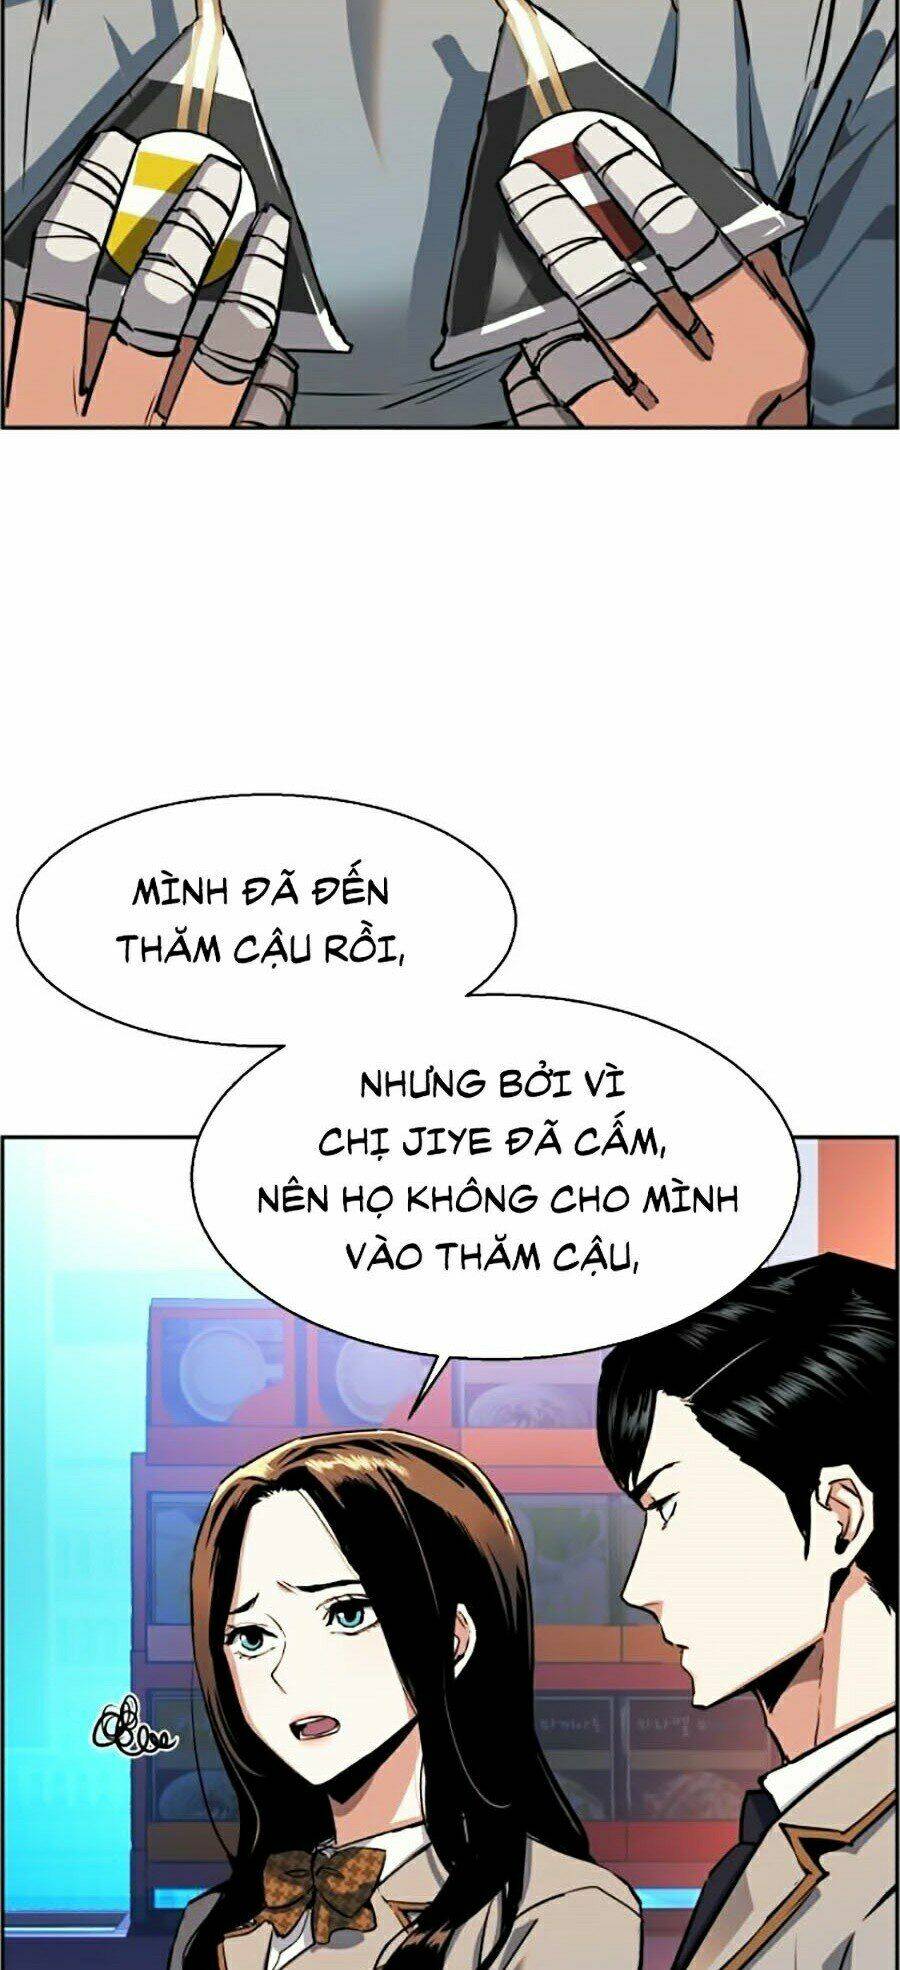 MÌNH ĐÃ ĐẾN
THĂM CẬU RỒI,
NHƯNG BỞI VÌ
CHỊ JIYE ĐÃ CẤM,
NÊN HỌ KHÔNG CHO MÌNH
VÀO THĂM CẬU,